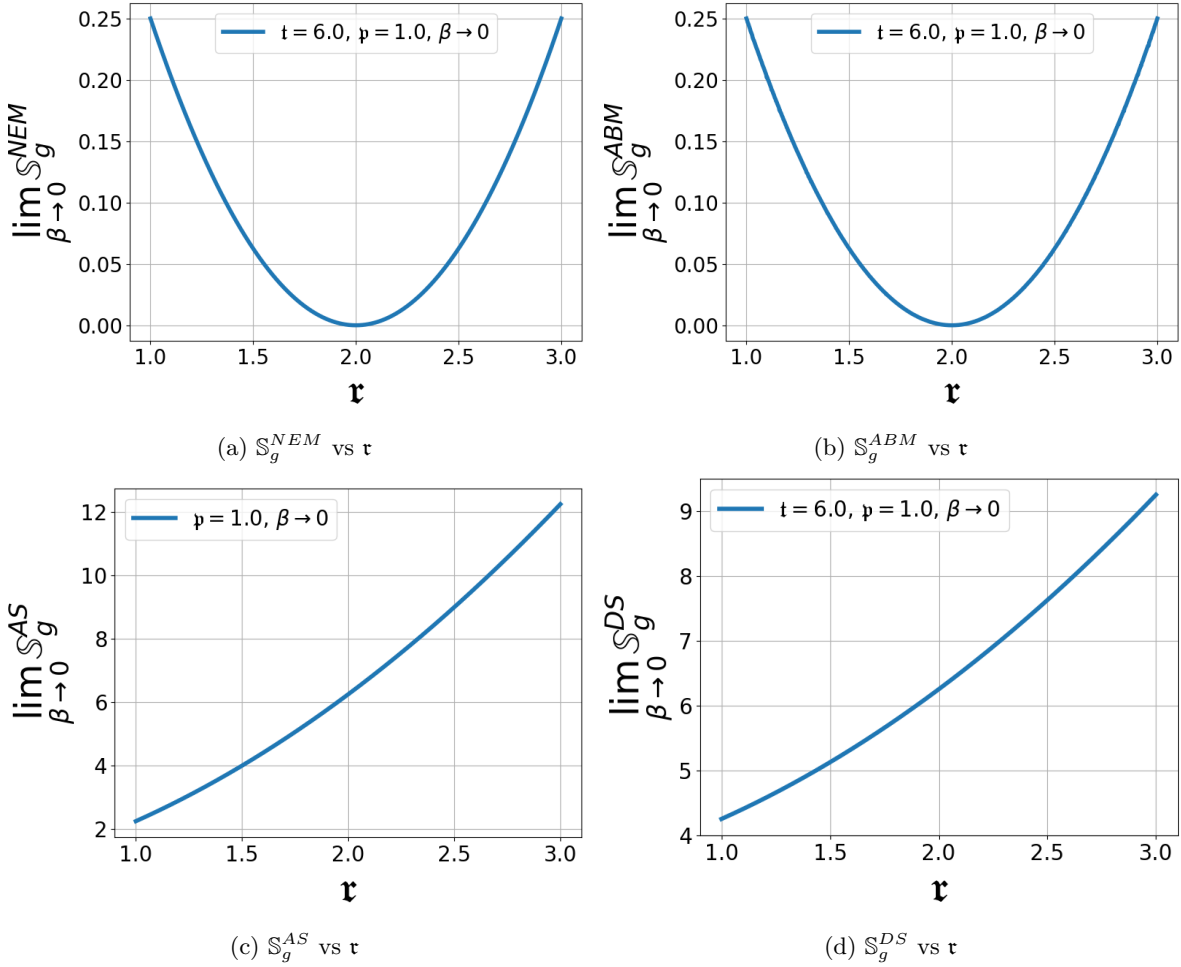 0.25
0.20
0.15
0.10
0.05
0.00
lim 𝕊_g^{NEM}
β→0
𝔱 = 6.0, 𝔭 = 1.0, β → 0
1.0 1.5 2.0 2.5 3.0
𝔯
(a) 𝕊_g^{NEM} vs 𝔯
0.25
0.20
0.15
0.10
0.05
0.00
lim 𝕊_g^{ABM}
β→0
𝔱 = 6.0, 𝔭 = 1.0, β → 0
1.0 1.5 2.0 2.5 3.0
𝔯
(b) 𝕊_g^{ABM} vs 𝔯
12
10
8
6
4
2
lim 𝕊_g^{AS}
β→0
𝔭 = 1.0, β → 0
1.0 1.5 2.0 2.5 3.0
𝔯
(c) 𝕊_g^{AS} vs 𝔯
9
8
7
6
5
4
lim 𝕊_g^{DS}
β→0
𝔱 = 6.0, 𝔭 = 1.0, β → 0
1.0 1.5 2.0 2.5 3.0
𝔯
(d) 𝕊_g^{DS} vs 𝔯